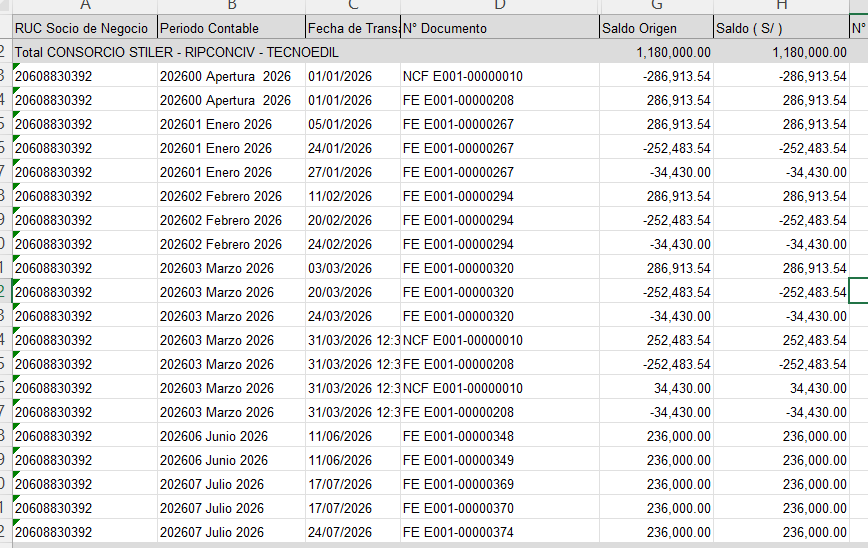 A B C D G H
RUC Socio de Negocio Periodo Contable Fecha de Trans N° Documento Saldo Origen Saldo ( S/ ) N°
Total CONSORCIO STILER - RIPCONCIV - TECNOEDIL 1,180,000.00 1,180,000.00
20608830392 202600 Apertura 2026 01/01/2026 NCF E001-00000010 -286,913.54 -286,913.54
20608830392 202600 Apertura 2026 01/01/2026 FE E001-00000208 286,913.54 286,913.54
20608830392 202601 Enero 2026 05/01/2026 FE E001-00000267 286,913.54 286,913.54
20608830392 202601 Enero 2026 24/01/2026 FE E001-00000267 -252,483.54 -252,483.54
20608830392 202601 Enero 2026 27/01/2026 FE E001-00000267 -34,430.00 -34,430.00
20608830392 202602 Febrero 2026 11/02/2026 FE E001-00000294 286,913.54 286,913.54
20608830392 202602 Febrero 2026 20/02/2026 FE E001-00000294 -252,483.54 -252,483.54
20608830392 202602 Febrero 2026 24/02/2026 FE E001-00000294 -34,430.00 -34,430.00
20608830392 202603 Marzo 2026 03/03/2026 FE E001-00000320 286,913.54 286,913.54
20608830392 202603 Marzo 2026 20/03/2026 FE E001-00000320 -252,483.54 -252,483.54
20608830392 202603 Marzo 2026 24/03/2026 FE E001-00000320 -34,430.00 -34,430.00
20608830392 202603 Marzo 2026 31/03/2026 12:3 NCF E001-00000010 252,483.54 252,483.54
20608830392 202603 Marzo 2026 31/03/2026 12:3 FE E001-00000208 -252,483.54 -252,483.54
20608830392 202603 Marzo 2026 31/03/2026 12:3 NCF E001-00000010 34,430.00 34,430.00
20608830392 202603 Marzo 2026 31/03/2026 12:3 FE E001-00000208 -34,430.00 -34,430.00
20608830392 202606 Junio 2026 11/06/2026 FE E001-00000348 236,000.00 236,000.00
20608830392 202606 Junio 2026 11/06/2026 FE E001-00000349 236,000.00 236,000.00
20608830392 202607 Julio 2026 17/07/2026 FE E001-00000369 236,000.00 236,000.00
20608830392 202607 Julio 2026 17/07/2026 FE E001-00000370 236,000.00 236,000.00
20608830392 202607 Julio 2026 24/07/2026 FE E001-00000374 236,000.00 236,000.00